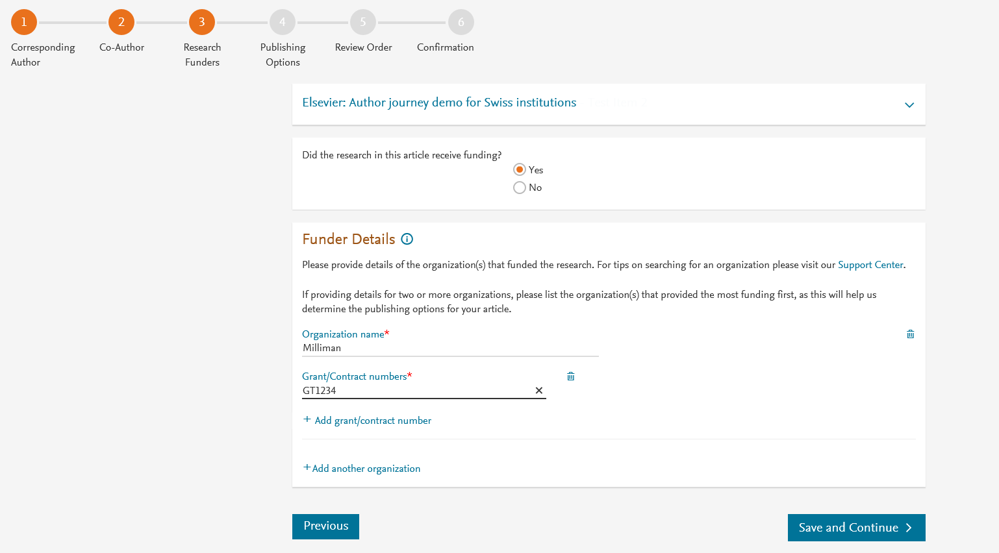 1 2 3 4 5 6
Corresponding Author
Co-Author
Research Funders
Publishing Options
Review Order
Confirmation
Elsevier: Author journey demo for Swiss institutions
Did the research in this article receive funding?
Yes
No
Funder Details
Please provide details of the organization(s) that funded the research. For tips on searching for an organization please visit our Support Center.
If providing details for two or more organizations, please list the organization(s) that provided the most funding first, as this will help us
determine the publishing options for your article.
Organization name*
Milliman
Grant/Contract numbers*
GT1234
+ Add grant/contract number
+Add another organization
Previous
Save and Continue